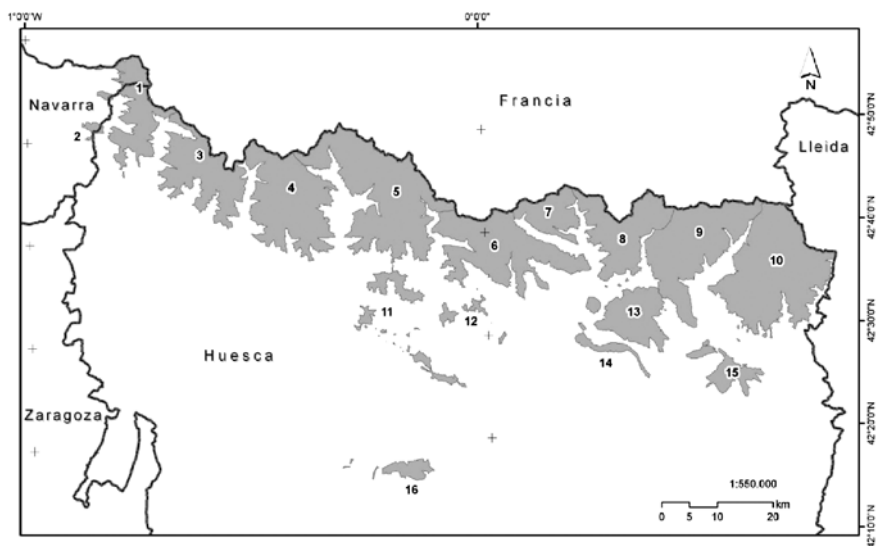 1°0'0"W
0°0'0"
Navarra
Francia
Lleida
N
42°50'0"N
42°40'0"N
42°30'0"N
42°20'0"N
42°10'0"N
1
2
3
4
5
6
7
8
9
10
11
12
13
14
15
16
Huesca
Zaragoza
1:550.000
km
0 5 10 20